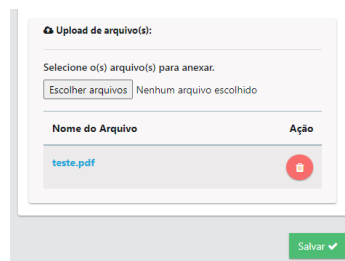 Upload de arquivo(s):
Selecione o(s) arquivo(s) para anexar.
Escolher arquivos Nenhum arquivo escolhido
Nome do Arquivo Ação
teste.pdf
Salvar